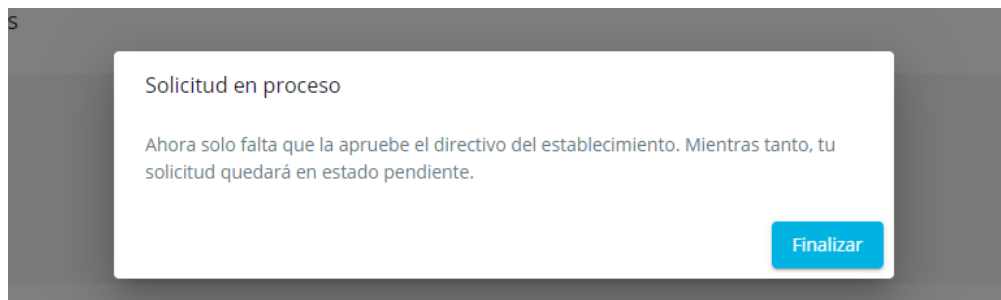 s
Solicitud en proceso
Ahora solo falta que la apruebe el directivo del establecimiento. Mientras tanto, tu
solicitud quedará en estado pendiente.
Finalizar